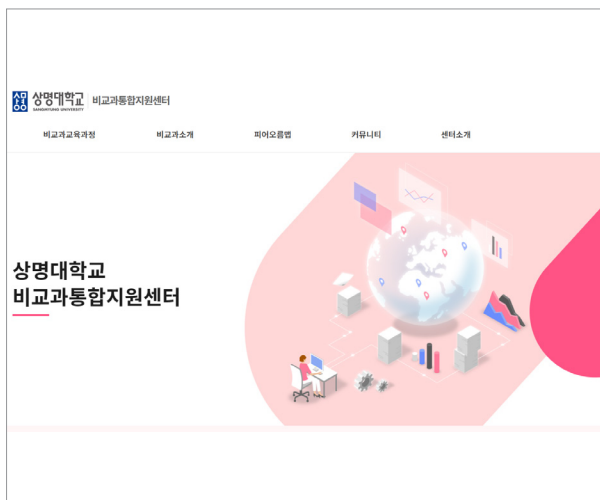 상명대학교 비교과통합지원센터
SANGMYUNG UNIVERSITY
비교과교육과정 비교과소개 피어오름맵 커뮤니티 센터소개
상명대학교
비교과통합지원센터